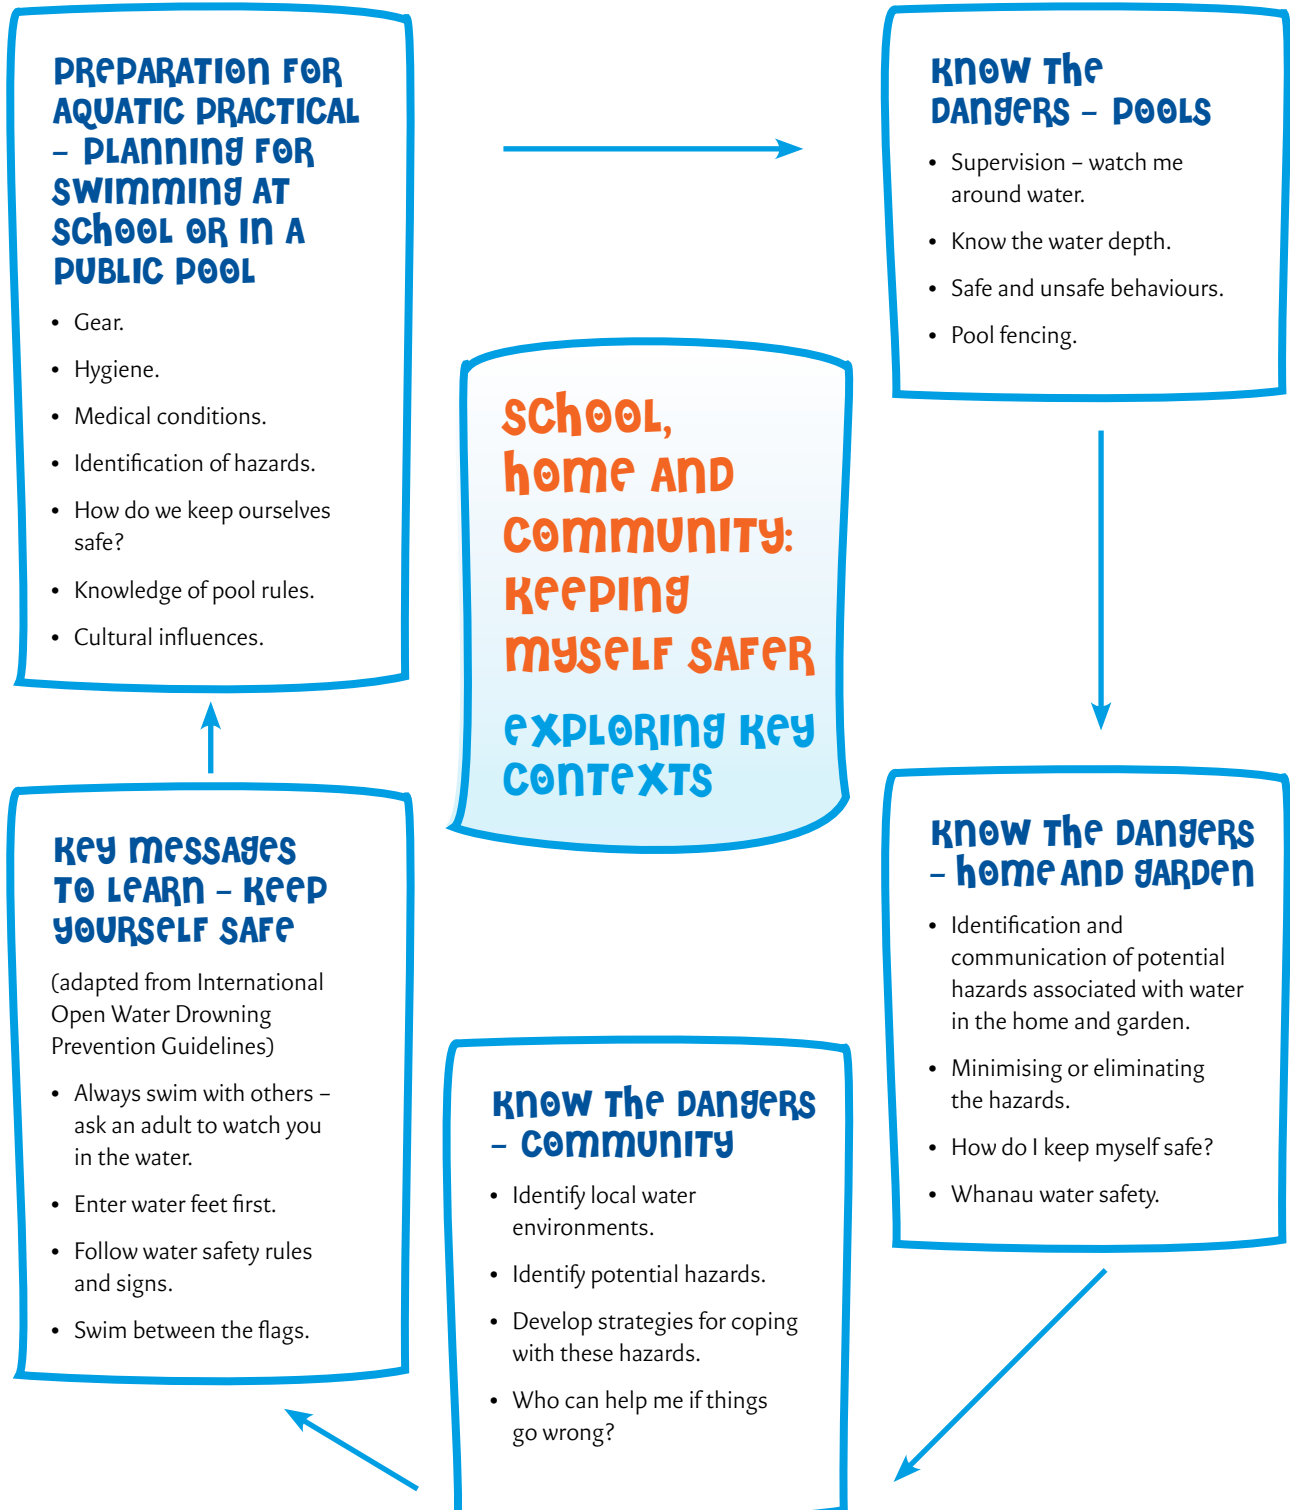 PREPARATION FOR
AQUATIC PRACTICAL
– PLANNING FOR
SWIMMING AT
SCHOOL OR IN A
PUBLIC POOL
• Gear.
• Hygiene.
• Medical conditions.
• Identification of hazards.
• How do we keep ourselves
safe?
• Knowledge of pool rules.
• Cultural influences.
KNOW THE
DANGERS – POOLS
• Supervision – watch me
around water.
• Know the water depth.
• Safe and unsafe behaviours.
• Pool fencing.
SCHOOL,
HOME AND
COMMUNITY:
KEEPING
MYSELF SAFER
EXPLORING KEY
CONTEXTS
KNOW THE DANGERS
– HOME AND GARDEN
• Identification and
communication of potential
hazards associated with water
in the home and garden.
• Minimising or eliminating
the hazards.
• How do I keep myself safe?
• Whanau water safety.
KNOW THE DANGERS
– COMMUNITY
• Identify local water
environments.
• Identify potential hazards.
• Develop strategies for coping
with these hazards.
• Who can help me if things
go wrong?
KEY MESSAGES
TO LEARN – KEEP
YOURSELF SAFE
(adapted from International
Open Water Drowning
Prevention Guidelines)
• Always swim with others –
ask an adult to watch you
in the water.
• Enter water feet first.
• Follow water safety rules
and signs.
• Swim between the flags.